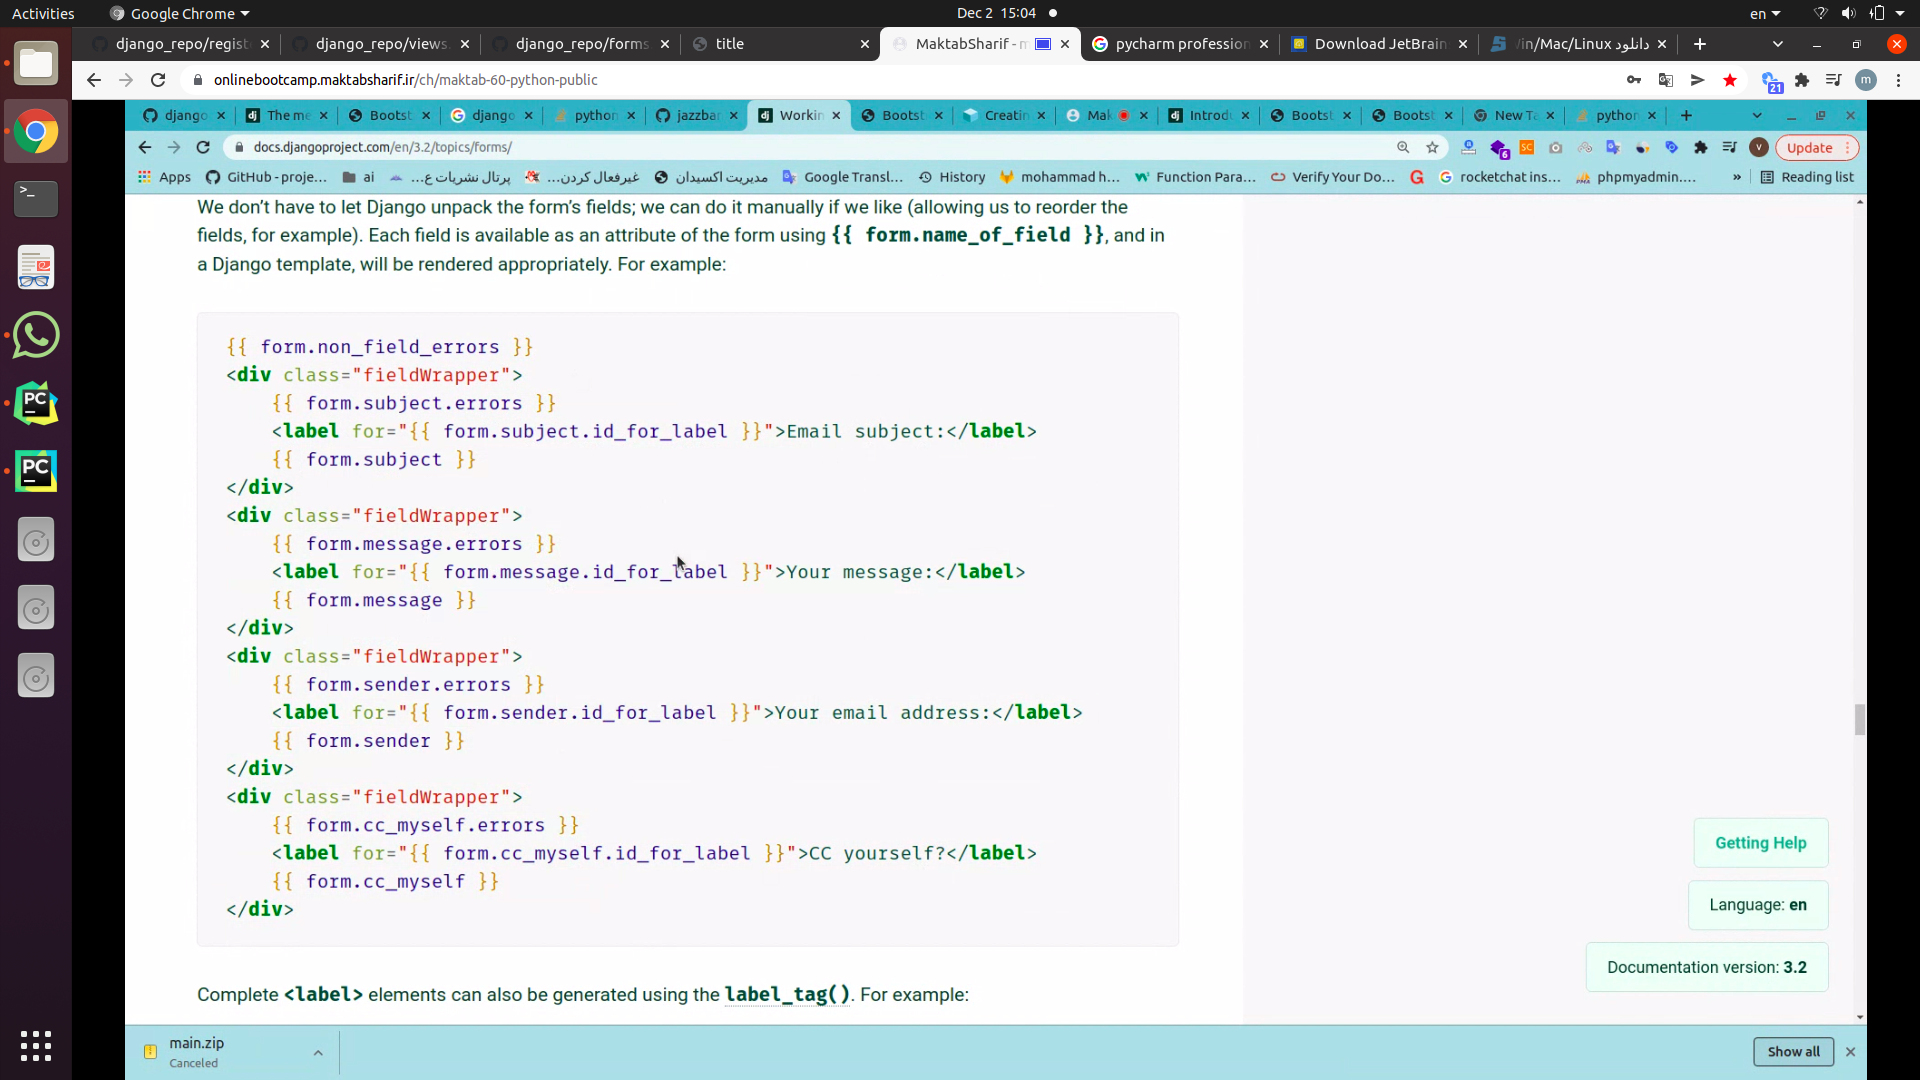 Activities
Google Chrome
Dec 2 15:04
en
django_repo/regist
django_repo/views.
django_repo/forms
title
MaktabSharif - m
pycharm profession
Download JetBrain
دانلود Win/Mac/Linux
onlinebootcamp.maktabsharif.ir/ch/maktab-60-python-public
21
m
django
The me
Bootst
django
python
jazzbar
Workin
Bootst
Creatin
Mak
Introdu
Bootst
Bootst
New Ta
python
docs.djangoproject.com/en/3.2/topics/forms/
6
SC
V
Update
Apps
GitHub - proje...
ai
پرتال نشریات ع...
غیرفعال کردن...
مدیریت اکسیدان
Google Transl...
History
mohammad h...
Function Para...
Verify Your Do...
rocketchat ins...
phpmyadmin....
»
Reading list
We don't have to let Django unpack the form's fields; we can do it manually if we like (allowing us to reorder the
fields, for example). Each field is available as an attribute of the form using {{ form.name_of_field }}, and in
a Django template, will be rendered appropriately. For example:
{{ form.non_field_errors }}
<div class="fieldWrapper">
{{ form.subject.errors }}
<label for="{{ form.subject.id_for_label }}">Email subject:</label>
{{ form.subject }}
</div>
<div class="fieldWrapper">
{{ form.message.errors }}
<label for="{{ form.message.id_for_label }}">Your message:</label>
{{ form.message }}
</div>
<div class="fieldWrapper">
{{ form.sender.errors }}
<label for="{{ form.sender.id_for_label }}">Your email address:</label>
{{ form.sender }}
</div>
<div class="fieldWrapper">
{{ form.cc_myself.errors }}
<label for="{{ form.cc_myself.id_for_label }}">CC yourself?</label>
{{ form.cc_myself }}
</div>
Complete <label> elements can also be generated using the label_tag(). For example:
Getting Help
Language: en
Documentation version: 3.2
main.zip
Canceled
Show all
PC
PC